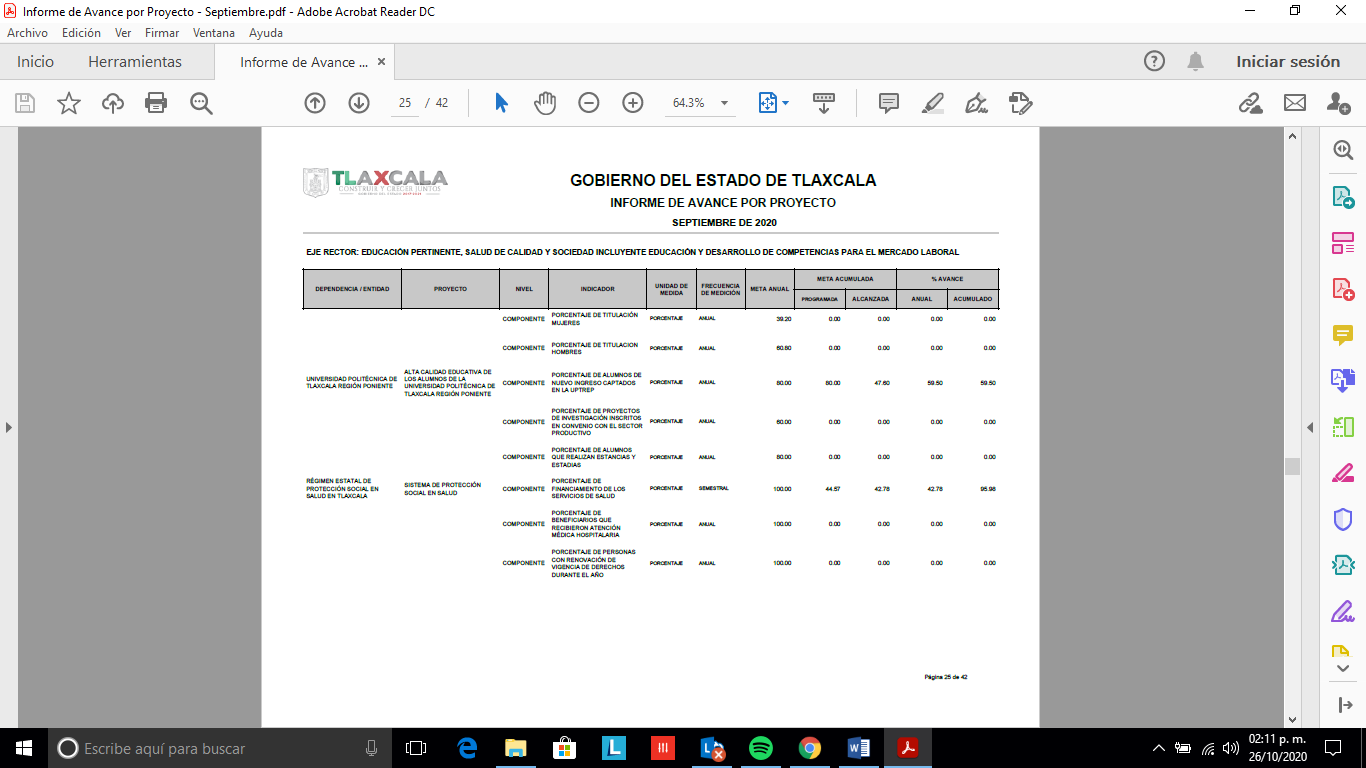 Informe de Avance por Proyecto - Septiembre.pdf - Adobe Acrobat Reader DC
Archivo Edición Ver Firmar Ventana Ayuda
Inicio Herramientas Informe de Avance ... × Iniciar sesión
25 / 42 64.3%
TLAXCALA
CONSTRUIR Y CRECER JUNTOS
GOBIERNO DEL ESTADO DE TLAXCALA
INFORME DE AVANCE POR PROYECTO
SEPTIEMBRE DE 2020
EJE RECTOR: EDUCACIÓN PERTINENTE, SALUD DE CALIDAD Y SOCIEDAD INCLUYENTE EDUCACIÓN Y DESARROLLO DE COMPETENCIAS PARA EL MERCADO LABORAL
DEPENDENCIA / ENTIDAD PROYECTO NIVEL INDICADOR UNIDAD DE MEDIDA FRECUENCIA DE MEDICIÓN META ANUAL META ACUMULADA % AVANCE
PROGRAMADA ALCANZADA ANUAL ACUMULADO
COMPONENTE PORCENTAJE DE TITULACIÓN MUJERES PORCENTAJE ANUAL 39.20 0.00 0.00 0.00 0.00
COMPONENTE PORCENTAJE DE TITULACION HOMBRES PORCENTAJE ANUAL 60.80 0.00 0.00 0.00 0.00
UNIVERSIDAD POLITÉCNICA DE TLAXCALA REGIÓN PONIENTE ALTA CALIDAD EDUCATIVA DE LOS ALUMNOS DE LA UNIVERSIDAD POLITÉCNICA DE TLAXCALA REGIÓN PONIENTE COMPONENTE PORCENTAJE DE ALUMNOS DE NUEVO INGRESO CAPTADOS EN LA UPTREP PORCENTAJE ANUAL 80.00 80.00 47.60 59.50 59.50
COMPONENTE PORCENTAJE DE PROYECTOS DE INVESTIGACIÓN INSCRITOS EN CONVENIO CON EL SECTOR PRODUCTIVO PORCENTAJE ANUAL 60.00 0.00 0.00 0.00 0.00
COMPONENTE PORCENTAJE DE ALUMNOS QUE REALIZAN ESTANCIAS Y ESTADIAS PORCENTAJE ANUAL 80.00 0.00 0.00 0.00 0.00
RÉGIMEN ESTATAL DE PROTECCIÓN SOCIAL EN SALUD EN TLAXCALA SISTEMA DE PROTECCIÓN SOCIAL EN SALUD COMPONENTE PORCENTAJE DE FINANCIAMIENTO DE LOS SERVICIOS DE SALUD PORCENTAJE SEMESTRAL 100.00 44.57 42.78 42.78 95.98
COMPONENTE PORCENTAJE DE BENEFICIARIOS QUE RECIBIERON ATENCIÓN MÉDICA HOSPITALARIA PORCENTAJE ANUAL 100.00 0.00 0.00 0.00 0.00
COMPONENTE PORCENTAJE DE PERSONAS CON RENOVACIÓN DE VIGENCIA DE DERECHOS DURANTE EL AÑO PORCENTAJE ANUAL 100.00 0.00 0.00 0.00 0.00
Página 25 de 42
Escribe aquí para buscar
02:11 p. m.
26/10/2020